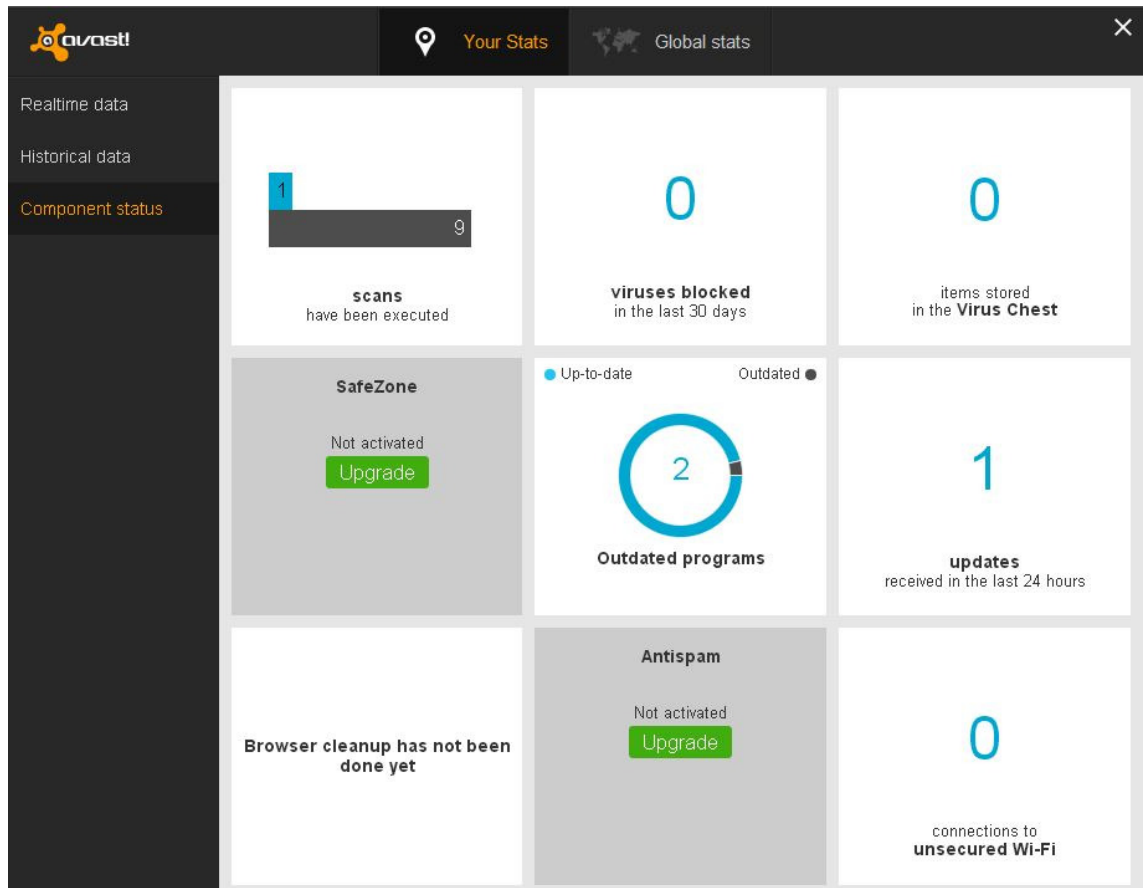 avast!
Your Stats
Global stats
Realtime data
Historical data
Component status
1
9
scans
have been executed
0
viruses blocked
in the last 30 days
0
items stored
in the Virus Chest
SafeZone
Not activated
Upgrade
Up-to-date
Outdated
2
Outdated programs
1
updates
received in the last 24 hours
Browser cleanup has not been
done yet
Antispam
Not activated
Upgrade
0
connections to
unsecured Wi-Fi